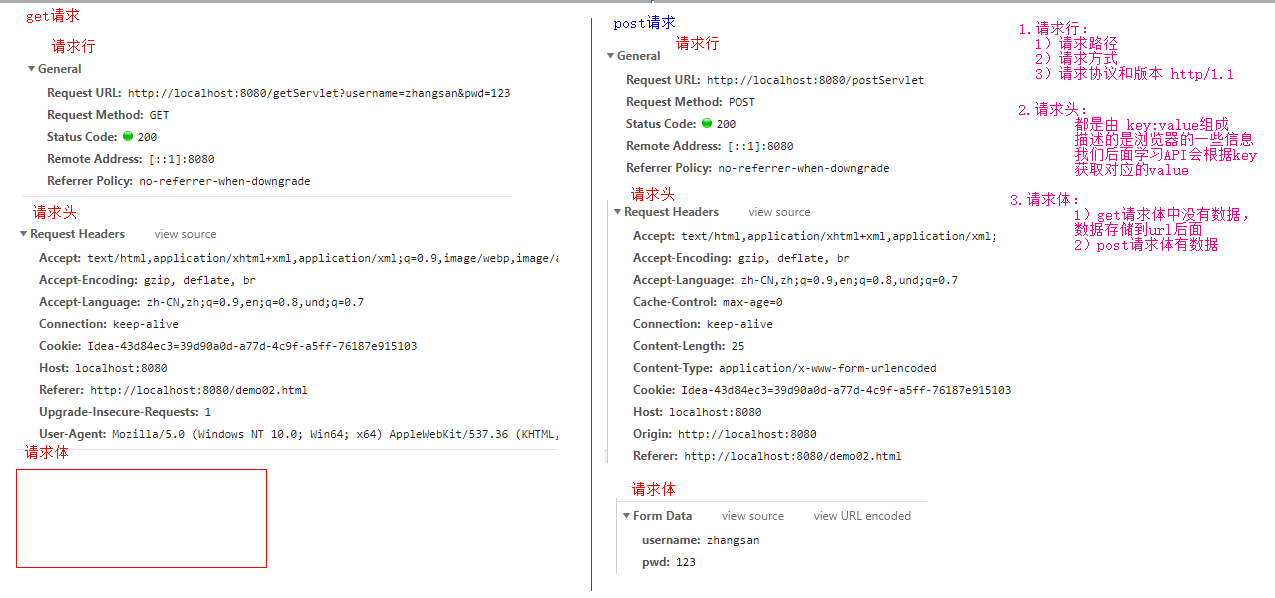 get请求
请求行
General
Request URL: http://localhost:8080/getServlet?username=zhangsan&pwd=123
Request Method: GET
Status Code: 200
Remote Address: [::1]:8080
Referrer Policy: no-referrer-when-downgrade
请求头
Request Headers view source
Accept: text/html,application/xhtml+xml,application/xml;q=0.9,image/webp,image/a
Accept-Encoding: gzip, deflate, br
Accept-Language: zh-CN,zh;q=0.9,en;q=0.8,und;q=0.7
Connection: keep-alive
Cookie: Idea-43d84ec3=39d90a0d-a77d-4c9f-a5ff-76187e915103
Host: localhost:8080
Referer: http://localhost:8080/demo02.html
Upgrade-Insecure-Requests: 1
User-Agent: Mozilla/5.0 (Windows NT 10.0; Win64; x64) AppleWebKit/537.36 (KHTML,
请求体
post请求
请求行
General
Request URL: http://localhost:8080/postServlet
Request Method: POST
Status Code: 200
Remote Address: [::1]:8080
Referrer Policy: no-referrer-when-downgrade
请求头
Request Headers view source
Accept: text/html,application/xhtml+xml,application/xml;
Accept-Encoding: gzip, deflate, br
Accept-Language: zh-CN,zh;q=0.9,en;q=0.8,und;q=0.7
Cache-Control: max-age=0
Connection: keep-alive
Content-Length: 25
Content-Type: application/x-www-form-urlencoded
Cookie: Idea-43d84ec3=39d90a0d-a77d-4c9f-a5ff-76187e915103
Host: localhost:8080
Origin: http://localhost:8080
Referer: http://localhost:8080/demo02.html
请求体
Form Data view source view URL encoded
username: zhangsan
pwd: 123
1.请求行：
1）请求路径
2）请求方式
3）请求协议和版本 http/1.1
2.请求头：
都是由 key:value组成
描述的是浏览器的一些信息
我们后面学习API会根据key
获取对应的value
3.请求体：
1）get请求体中没有数据，
数据存储到url后面
2）post请求体有数据